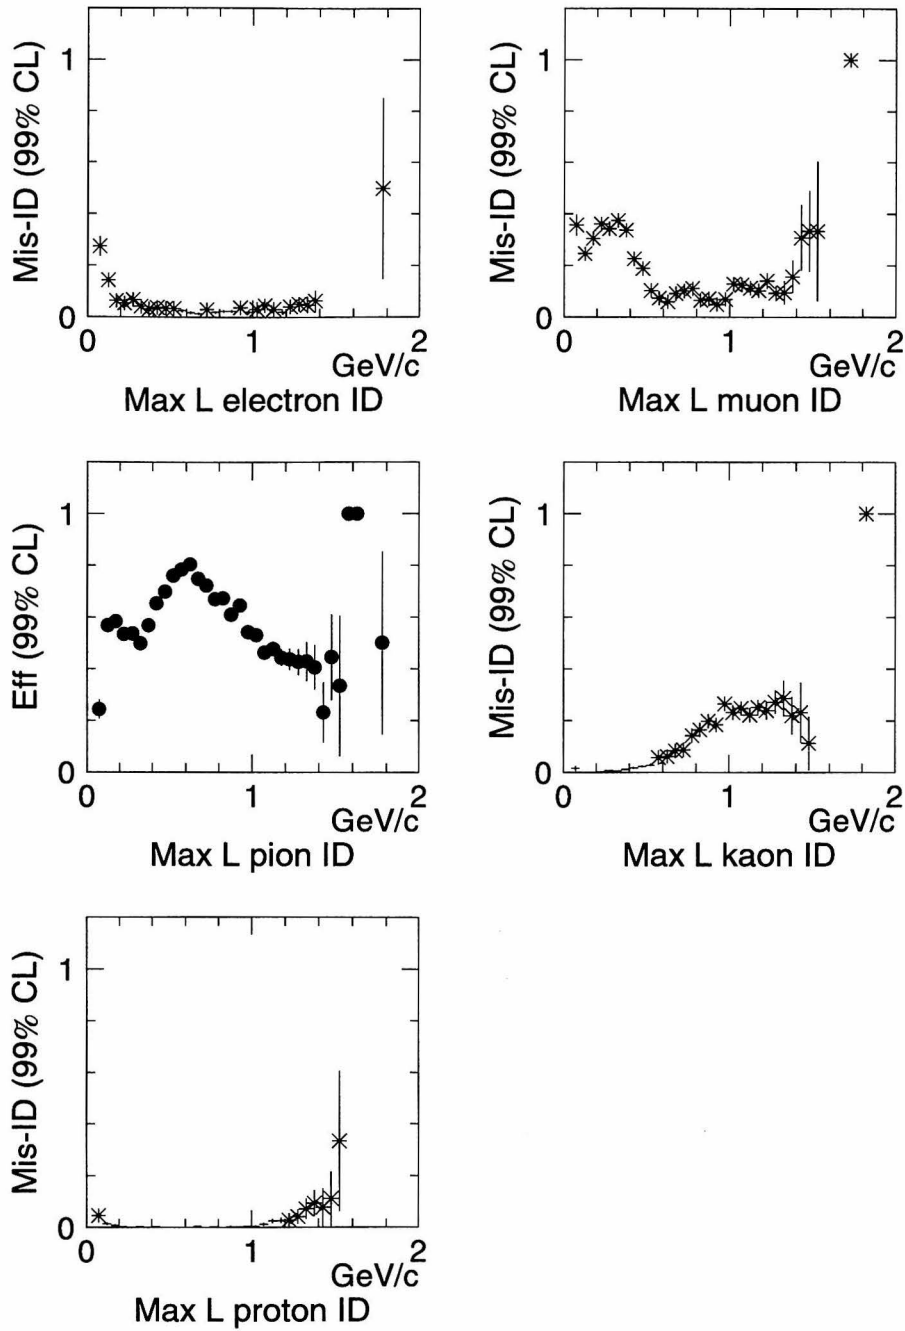 Mis-ID (99% CL)
1
0
0
1
2
GeV/c
Max L electron ID
Mis-ID (99% CL)
1
0
0
1
2
GeV/c
Max L muon ID
Eff (99% CL)
1
0
0
1
2
GeV/c
Max L pion ID
Mis-ID (99% CL)
1
0
0
1
2
GeV/c
Max L kaon ID
Mis-ID (99% CL)
1
0
0
1
2
GeV/c
Max L proton ID